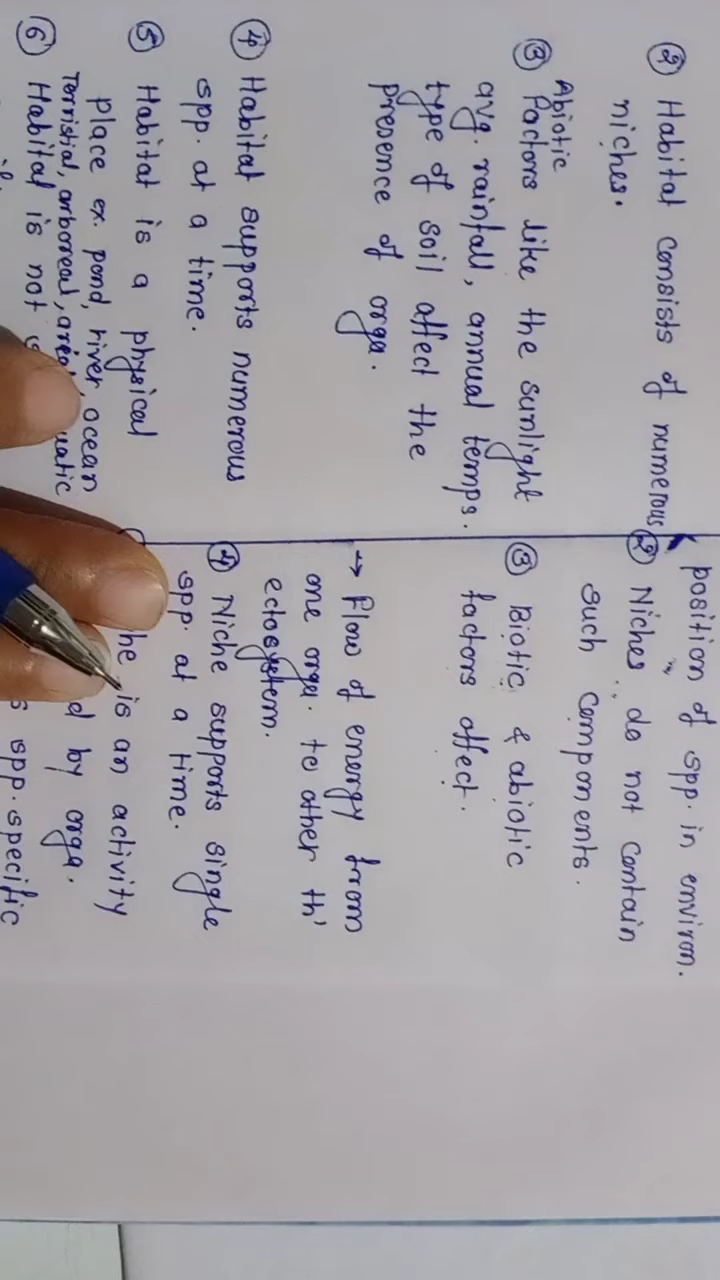 ② Habitat consists of numerous
niches.
③ Abiotic
Factors like the sunlight
avg. rainfall, annual temps.
type of soil affect the
presence of orga.
④ Habitat supports numerous
spp. at a time.
⑤ Habitat is a physical
place ex. pond, river, ocean
Terristial, arboreal,
⑥ Habitat is not
position of spp. in environ.
② Niches do not contain
such components.
③ Biotic & abiotic
factors affect.
→ Flow of energy from
one orga. to other th'
ectosystem.
④ Niche supports single
spp. at a time.
is an activity
by orga.
spp. specific